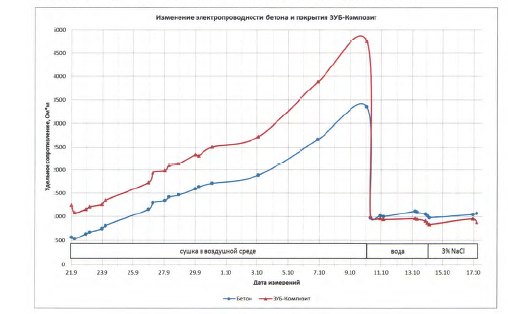 Изменение электропроводности бетона и покрытия ЗУБ-Композит
Удельное сопротивление, Ом*м
5000
4500
4000
3500
3000
2500
2000
1500
1000
500
0
сушка в воздушной среде
вода
3% NaCl
21.9 23.9 25.9 27.9 29.9 1.10 3.10 5.10 7.10 9.10 11.10 13.10 15.10 17.10
Дата измерений
Бетон ЗУБ-Композит